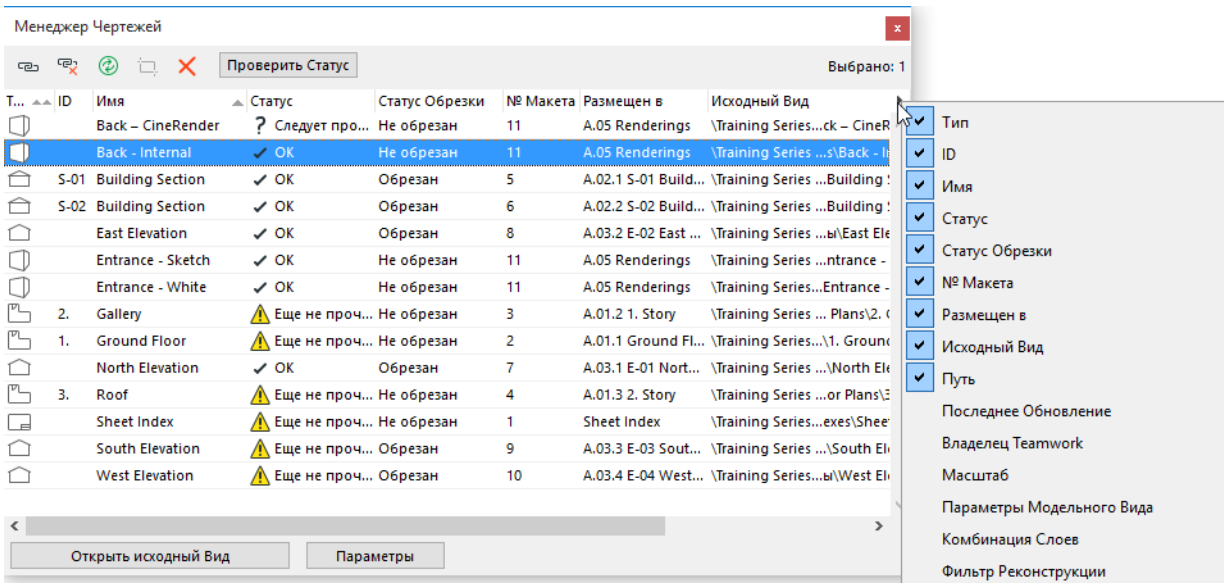 Менеджер Чертежей
Проверить Статус
Выбрано: 1
Т... ID Имя Статус Статус Обрезки № Макета Размещен в Исходный Вид
Back – CineRender ? Следует про... Не обрезан 11 A.05 Renderings \Training Series...ck – CineR
Back - Internal OK Не обрезан 11 A.05 Renderings \Training Series ...s\Back - I
S-01 Building Section OK Обрезан 5 A.02.1 S-01 Build... \Training Series ...Building
S-02 Building Section OK Обрезан 6 A.02.2 S-02 Build... \Training Series ...Building
East Elevation OK Обрезан 8 A.03.2 E-02 East ... \Training Series ...ы\East Ele
Entrance - Sketch OK Не обрезан 11 A.05 Renderings \Training Series ...ntrance -
Entrance - White OK Не обрезан 11 A.05 Renderings \Training Series...Entrance -
2. Gallery Еще не проч... Не обрезан 3 A.01.2 1. Story \Training Series ... Plans\2.
1. Ground Floor Еще не проч... Не обрезан 2 A.01.1 Ground Fl... \Training Series...\1. Ground
North Elevation OK Обрезан 7 A.03.1 E-01 Nort... \Training Series ...\North Ele
3. Roof Еще не проч... Не обрезан 4 A.01.3 2. Story \Training Series ...or Plans\3
Sheet Index Еще не проч... Не обрезан 1 Sheet Index \Training Series...exes\Shee
South Elevation Еще не проч... Обрезан 9 A.03.3 E-03 Sout... \Training Series ...\South Ele
West Elevation Еще не проч... Обрезан 10 A.03.4 E-04 West... \Training Series...ы\West Ele
Открыть исходный Вид
Параметры
Тип
ID
Имя
Статус
Статус Обрезки
№ Макета
Размещен в
Исходный Вид
Путь
Последнее Обновление
Владелец Teamwork
Масштаб
Параметры Модельного Вида
Комбинация Слоев
Фильтр Реконструкции